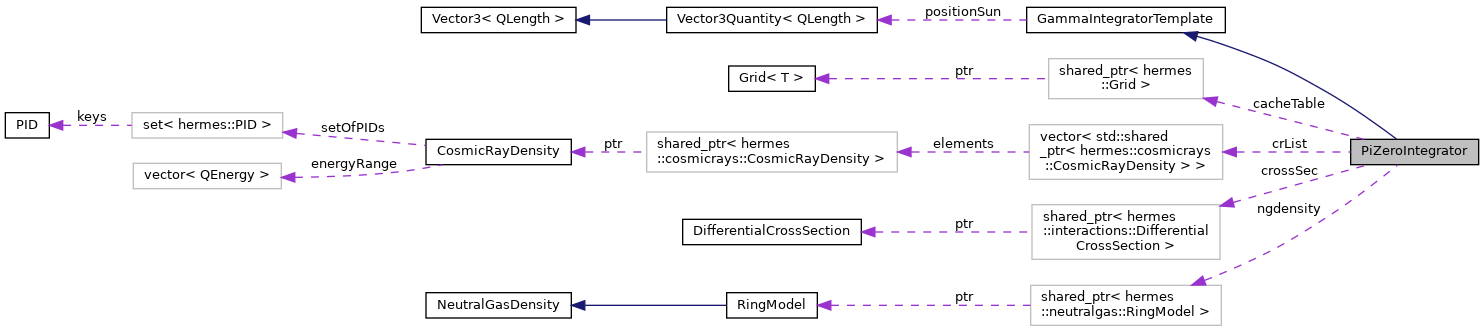 Vector3< QLength >
Vector3Quantity< QLength >
positionSun
GammaIntegratorTemplate
Grid< T >
ptr
shared_ptr< hermes
::Grid >
cacheTable
PID
keys
set< hermes::PID >
setOfPIDs
vector< QEnergy >
energyRange
CosmicRayDensity
ptr
shared_ptr< hermes
::cosmicrays::CosmicRayDensity >
elements
vector< std::shared
_ptr< hermes::cosmicrays
::CosmicRayDensity > >
crList
PiZeroIntegrator
crossSec
ngdensity
DifferentialCrossSection
ptr
shared_ptr< hermes
::interactions::Differential
CrossSection >
NeutralGasDensity
RingModel
ptr
shared_ptr< hermes
::neutralgas::RingModel >